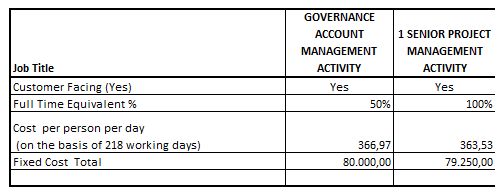 GOVERNANCE
ACCOUNT
MANAGEMENT
ACTIVITY
1 SENIOR PROJECT
MANAGEMENT
ACTIVITY
Job Title
Customer Facing (Yes) Yes Yes
Full Time Equivalent % 50% 100%
Cost per person per day
(on the basis of 218 working days) 366,97 363,53
Fixed Cost Total 80.000,00 79.250,00